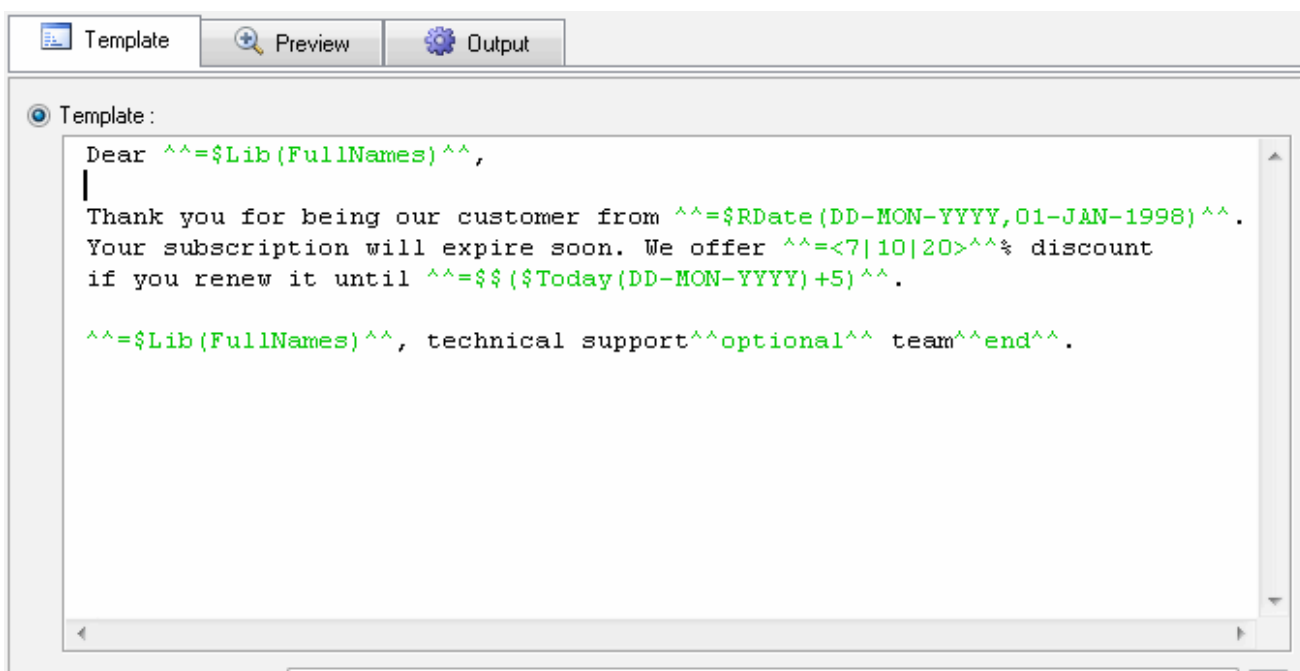 Template Preview Output
Template :
Dear ^^=$Lib(FullNames)^^,
Thank you for being our customer from ^^=$RDate(DD-MON-YYYY,01-JAN-1998)^^.
Your subscription will expire soon. We offer ^^=<7|10|20>^^% discount
if you renew it until ^^=$$($Today(DD-MON-YYYY)+5)^^.
^^=$Lib(FullNames)^^, technical support^^optional^^ team^^end^^.